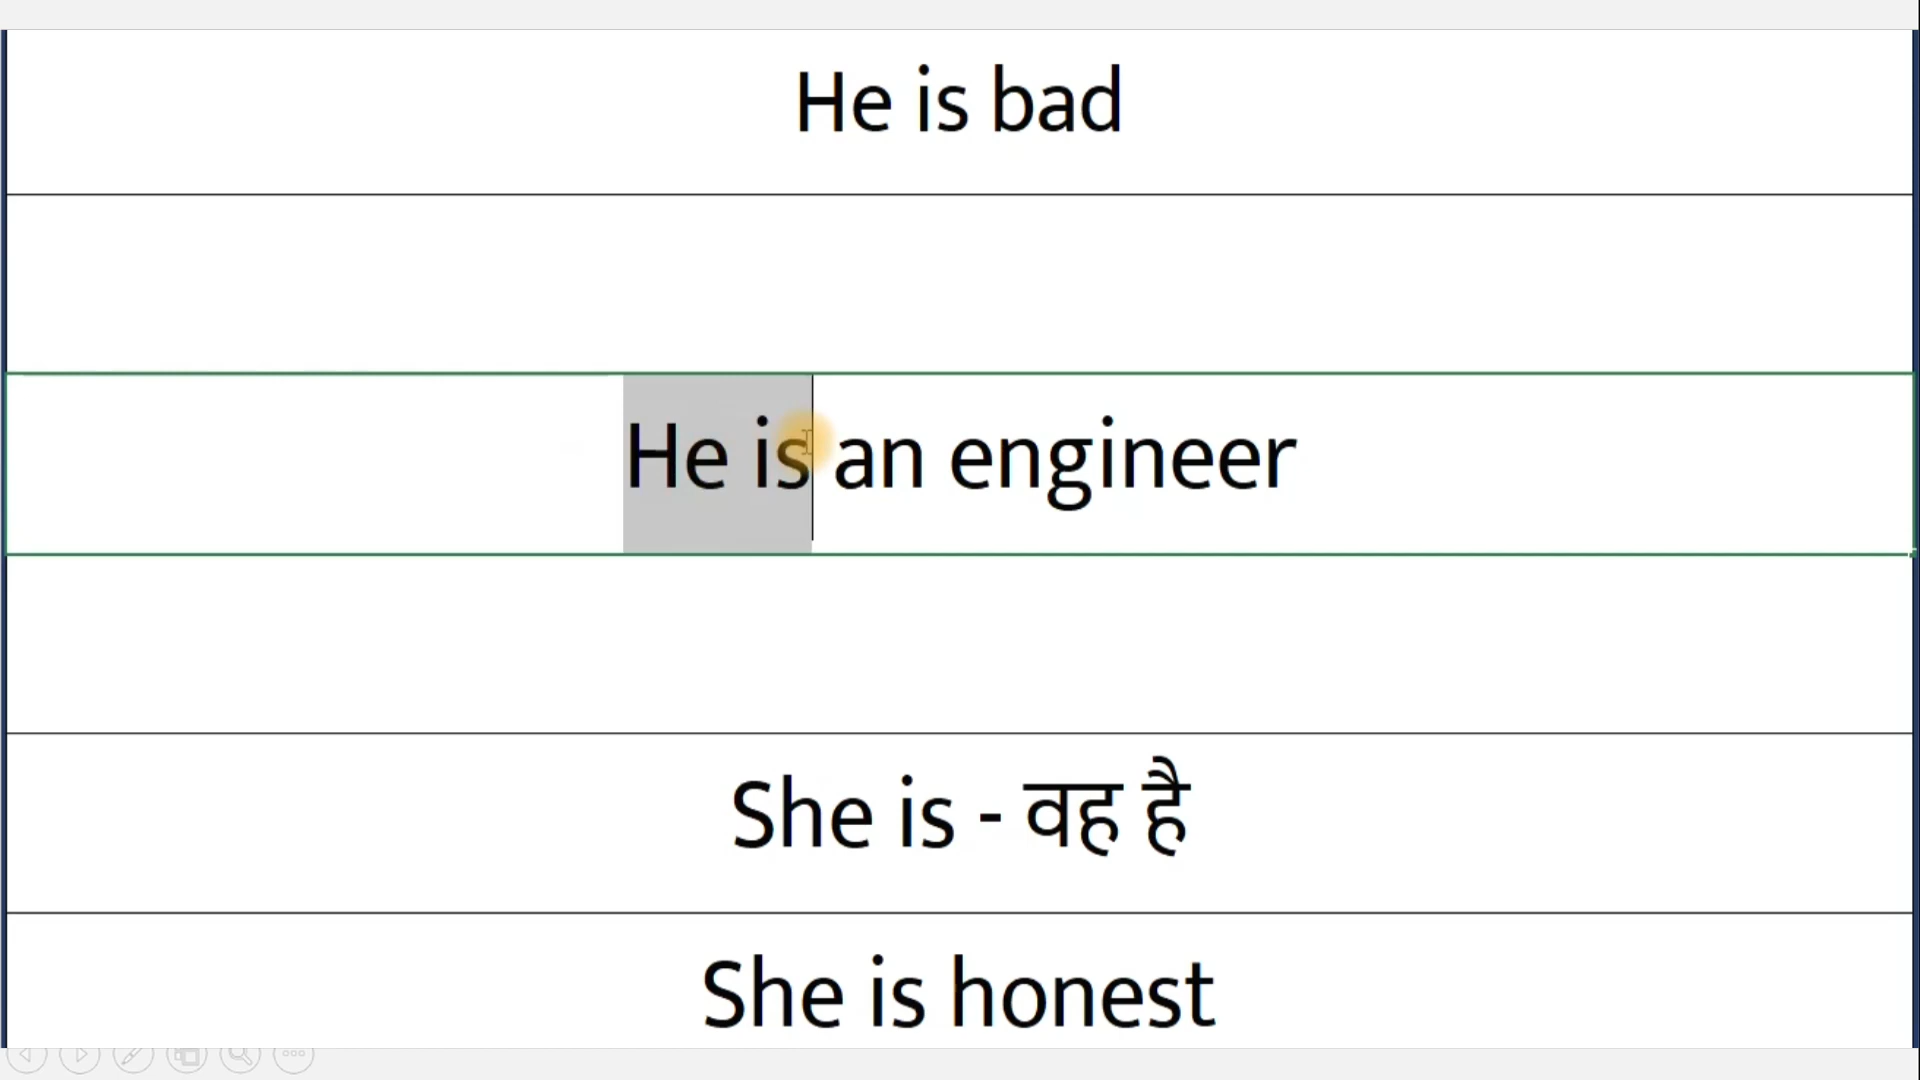 He is bad
He is an engineer
She is - वह है
She is honest